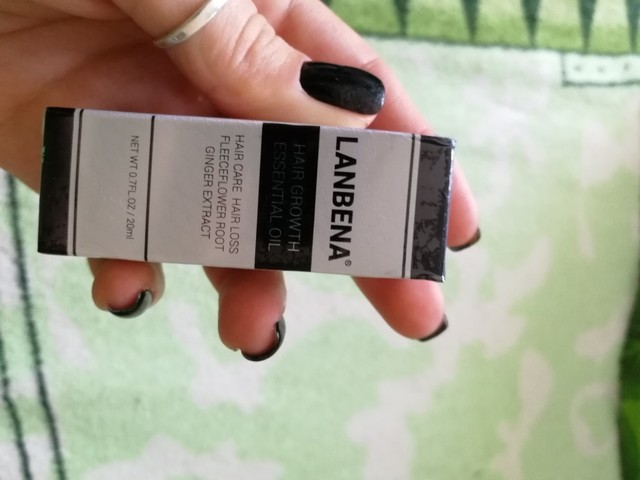 LANBENA®
HAIR GROWTH
ESSENTIAL OIL
HAIR CARE HAIR LOSS
FLEECEFLOWER ROOT
GINGER EXTRACT
NET WT 0.7FL OZ / 20ml